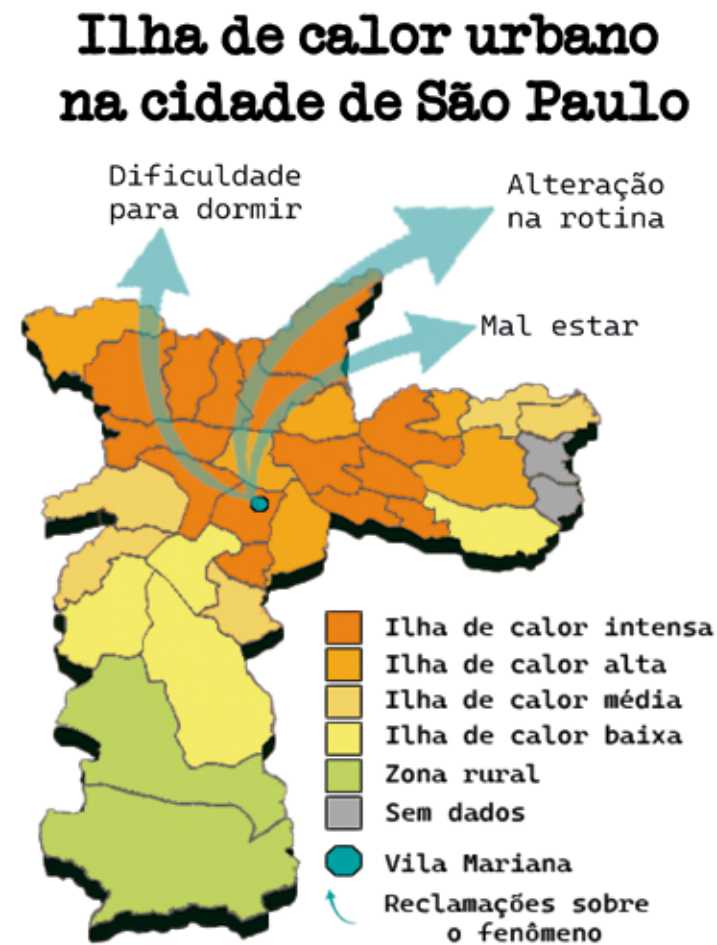 Ilha de calor urbano
na cidade de São Paulo
Dificuldade
para dormir
Alteração
na rotina
Mal estar
Ilha de calor intensa
Ilha de calor alta
Ilha de calor média
Ilha de calor baixa
Zona rural
Sem dados
Vila Mariana
Reclamações sobre
o fenômeno